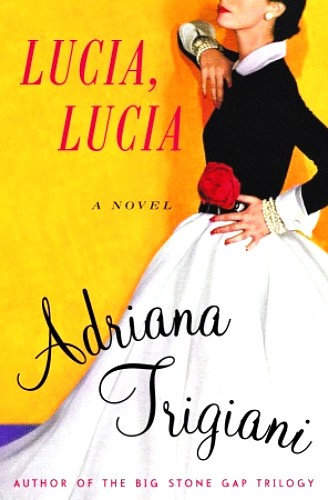 LUCIA,
LUCIA
A NOVEL
Adriana
Trigiani
AUTHOR OF THE BIG STONE GAP TRILOGY